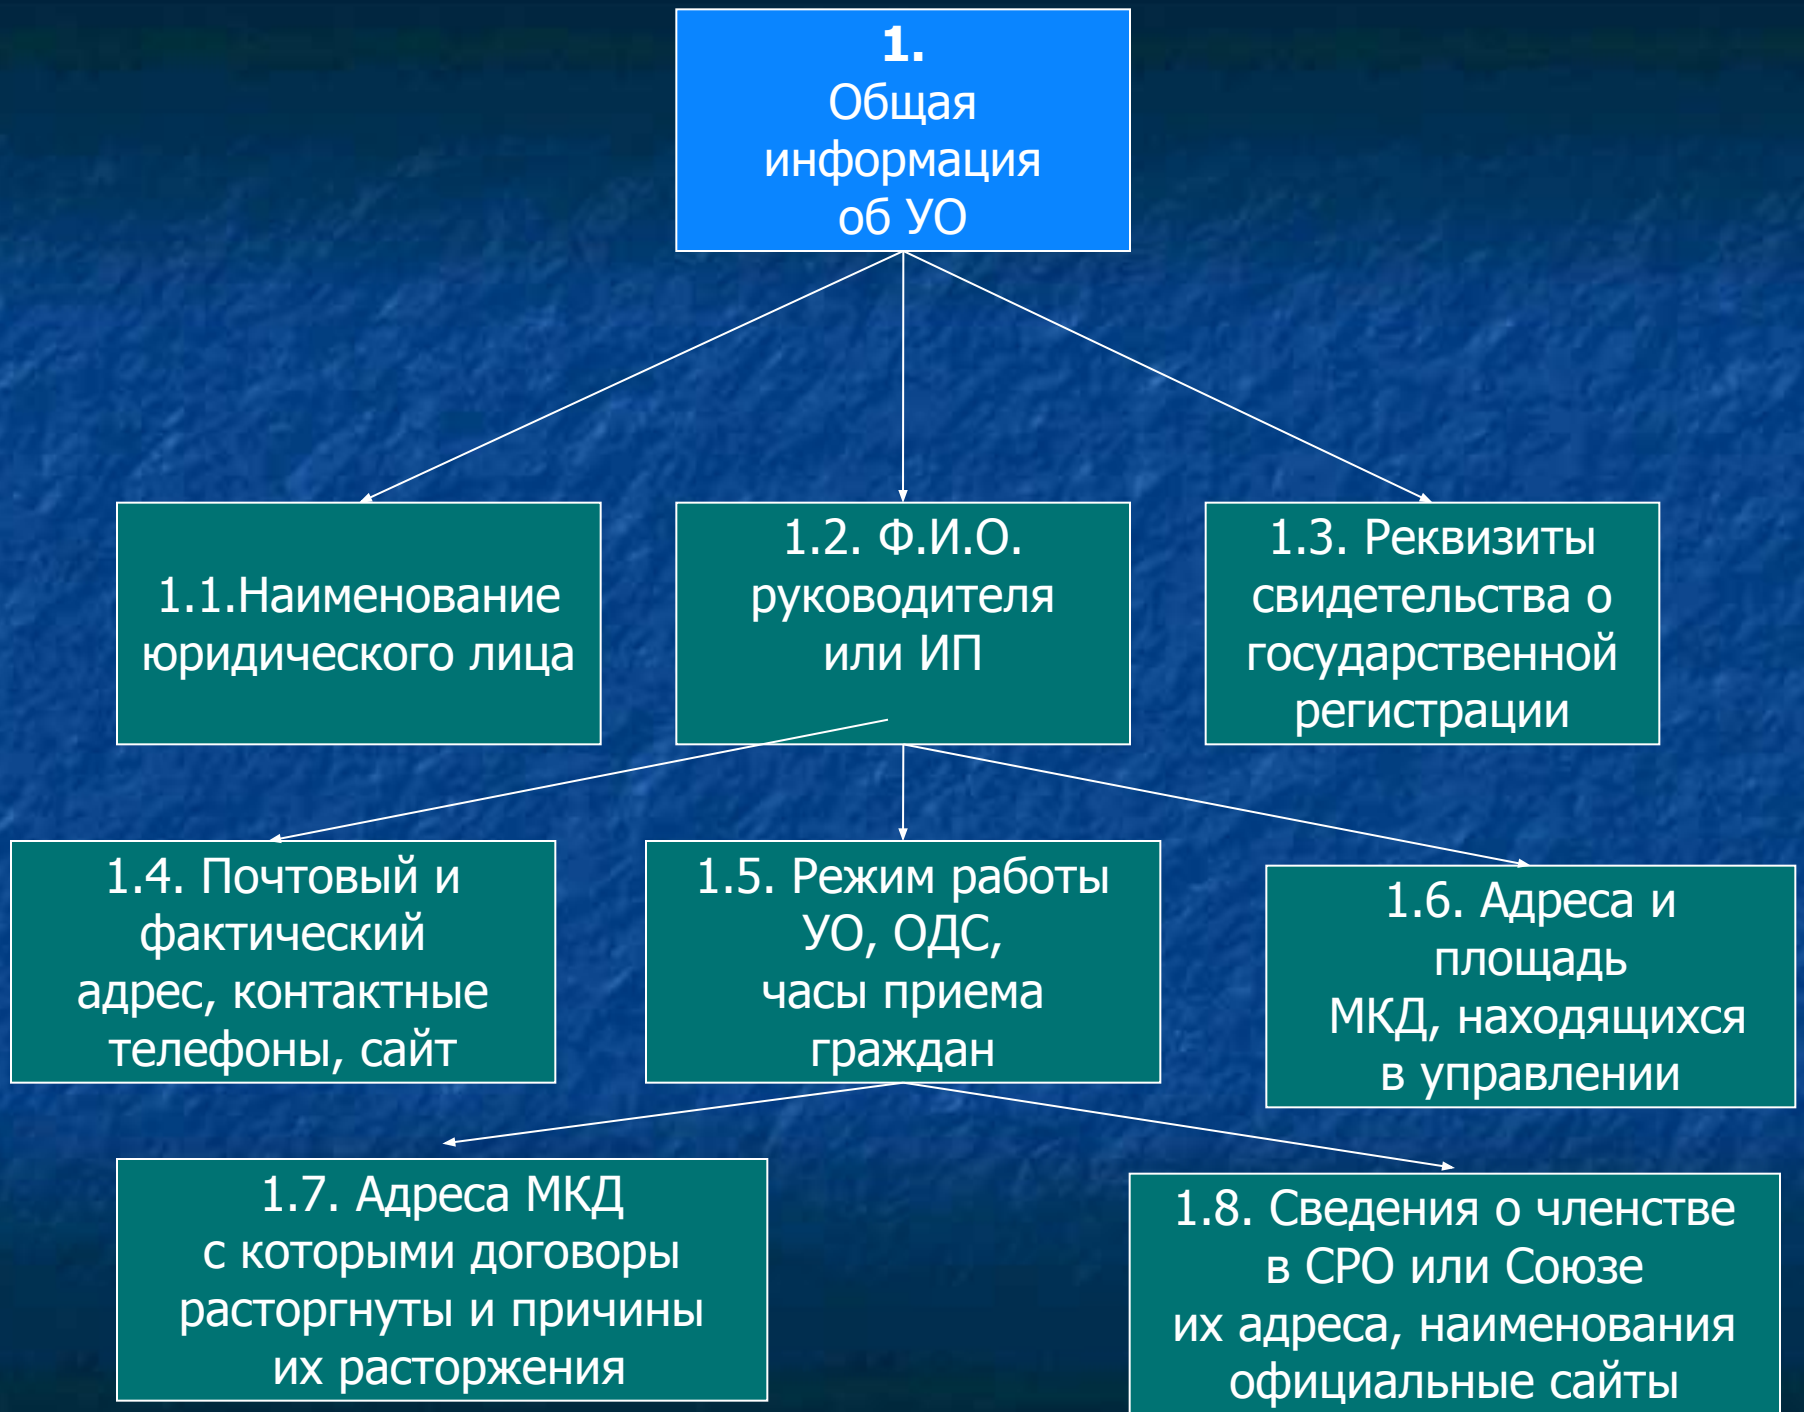 1.
Общая
информация
об УО
1.1.Наименование
юридического лица
1.2. Ф.И.О.
руководителя
или ИП
1.3. Реквизиты
свидетельства о
государственной
регистрации
1.4. Почтовый и
фактический
адрес, контактные
телефоны, сайт
1.5. Режим работы
УО, ОДС,
часы приема
граждан
1.6. Адреса и
площадь
МКД, находящихся
в управлении
1.7. Адреса МКД
с которыми договоры
расторгнуты и причины
их расторжения
1.8. Сведения о членстве
в СРО или Союзе
их адреса, наименования
официальные сайты